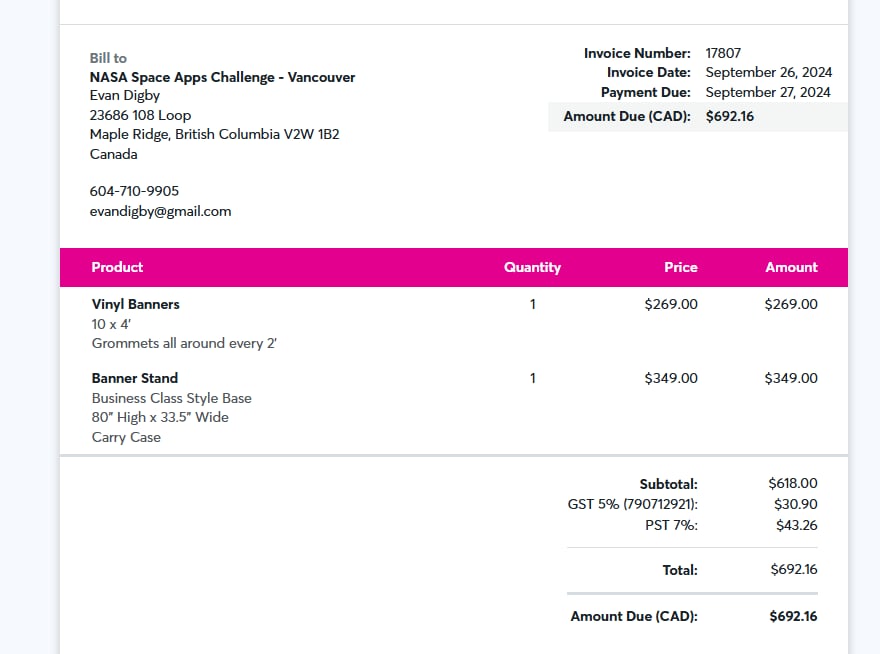 Bill to
NASA Space Apps Challenge - Vancouver
Evan Digby
23686 108 Loop
Maple Ridge, British Columbia V2W 1B2
Canada
604-710-9905
evandigby@gmail.com
Invoice Number: 17807
Invoice Date: September 26, 2024
Payment Due: September 27, 2024
Amount Due (CAD): $692.16
Product Quantity Price Amount
Vinyl Banners 1 $269.00 $269.00
10 x 4'
Grommets all around every 2'
Banner Stand 1 $349.00 $349.00
Business Class Style Base
80” High x 33.5” Wide
Carry Case
Subtotal: $618.00
GST 5% (790712921): $30.90
PST 7%: $43.26
Total: $692.16
Amount Due (CAD): $692.16